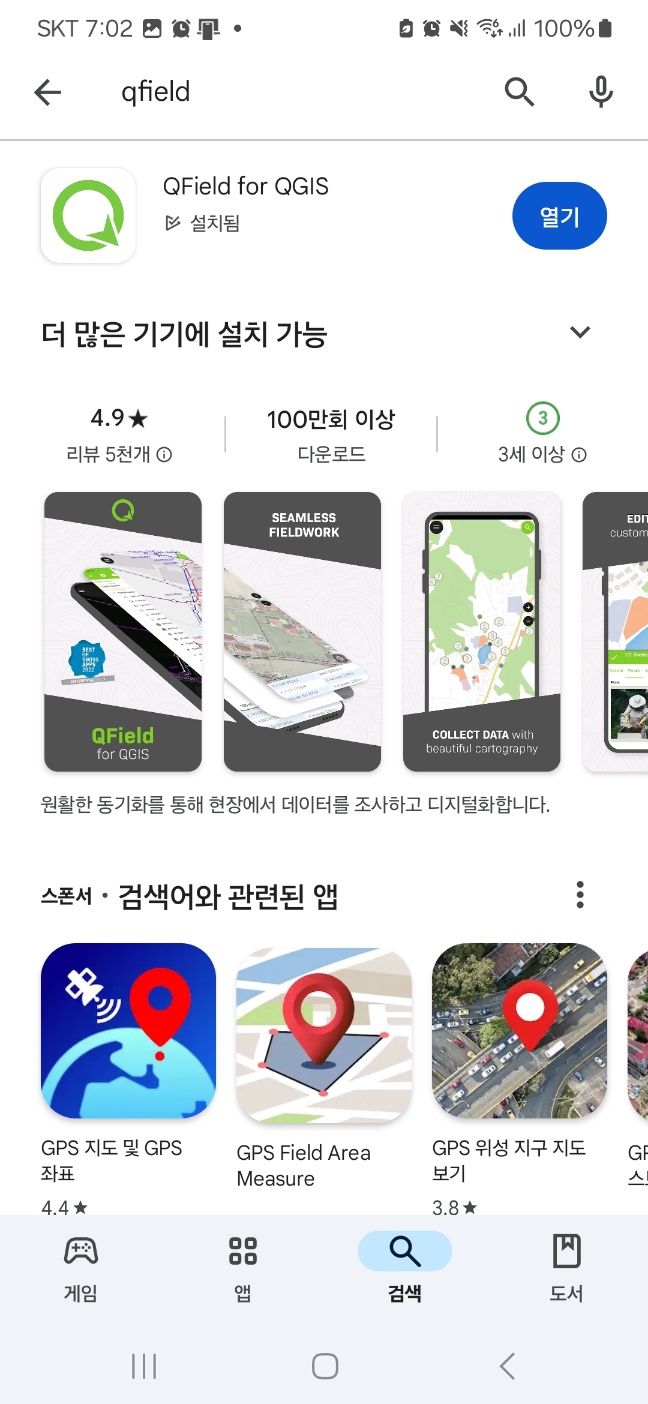 SKT 7:02
100%
qfield
QField for QGIS
설치됨
열기
더 많은 기기에 설치 가능
4.9★
100만회 이상
3
리뷰 5천개
다운로드
3세 이상
SEAMLESS
FIELDWORK
EDIT
custom
BEST
OF
SWISS
APPS
2022
QField
for QGIS
COLLECT DATA with
beautiful cartography
원활한 동기화를 통해 현장에서 데이터를 조사하고 디지털화합니다.
스폰서 · 검색어와 관련된 앱
GPS 지도 및 GPS
좌표
4.4★
GPS Field Area
Measure
GPS 위성 지구 지도
보기
3.8★
게임
앱
검색
도서